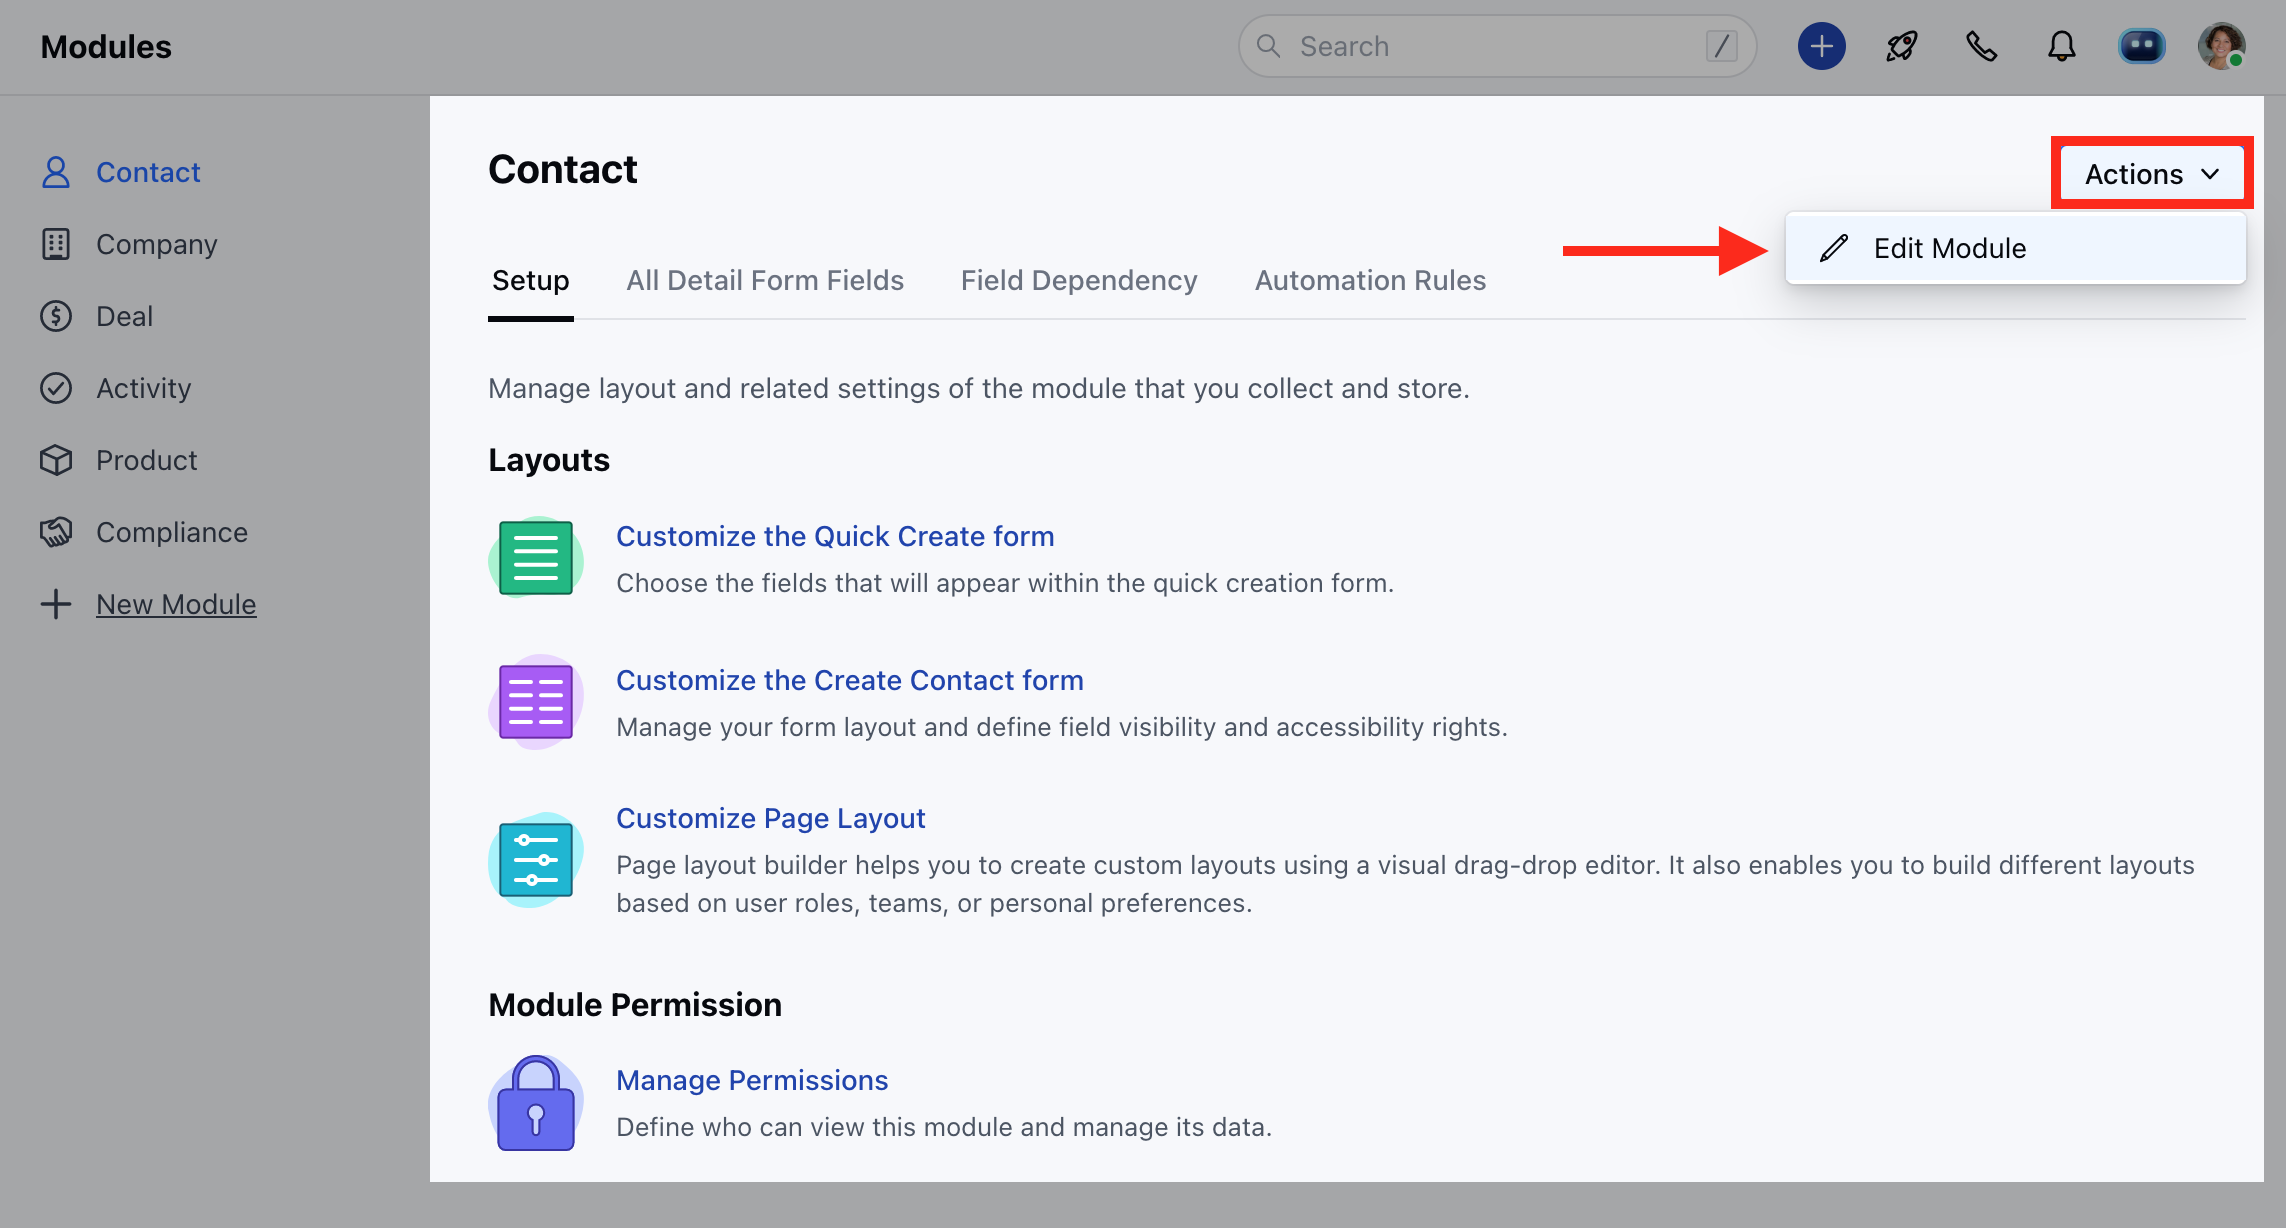 Modules
Search /
Contact
Company
Deal
Activity
Product
Compliance
New Module
Contact
Actions
Edit Module
Setup All Detail Form Fields Field Dependency Automation Rules
Manage layout and related settings of the module that you collect and store.
Layouts
Customize the Quick Create form
Choose the fields that will appear within the quick creation form.
Customize the Create Contact form
Manage your form layout and define field visibility and accessibility rights.
Customize Page Layout
Page layout builder helps you to create custom layouts using a visual drag-drop editor. It also enables you to build different layouts
based on user roles, teams, or personal preferences.
Module Permission
Manage Permissions
Define who can view this module and manage its data.